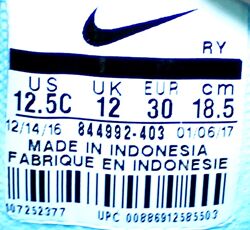 RY
US UK EUR cm
12.5C 12 30 18.5
12/14/16 844992-403 01/06/17
MADE IN INDONESIA
FABRIQUE EN INDONESIE
607252377
UPC 00886912585503